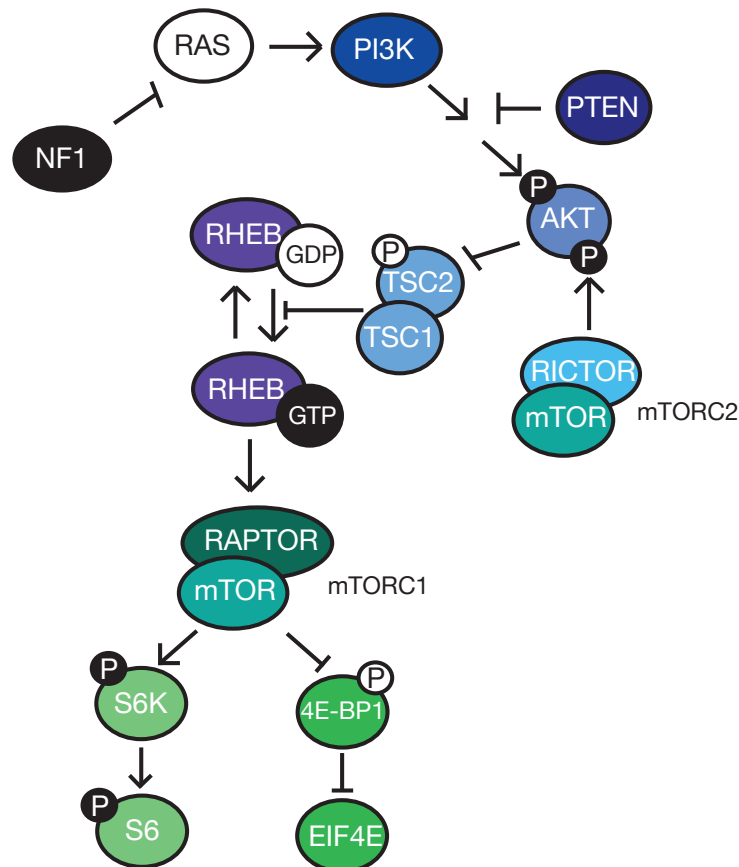 RAS
PI3K
PTEN
NF1
P
AKT
P
RHEB
GDP
P
TSC2
TSC1
RHEB
GTP
RICTOR
mTOR
mTORC2
RAPTOR
mTOR
mTORC1
P
S6K
P
4E-BP1
P
S6
EIF4E